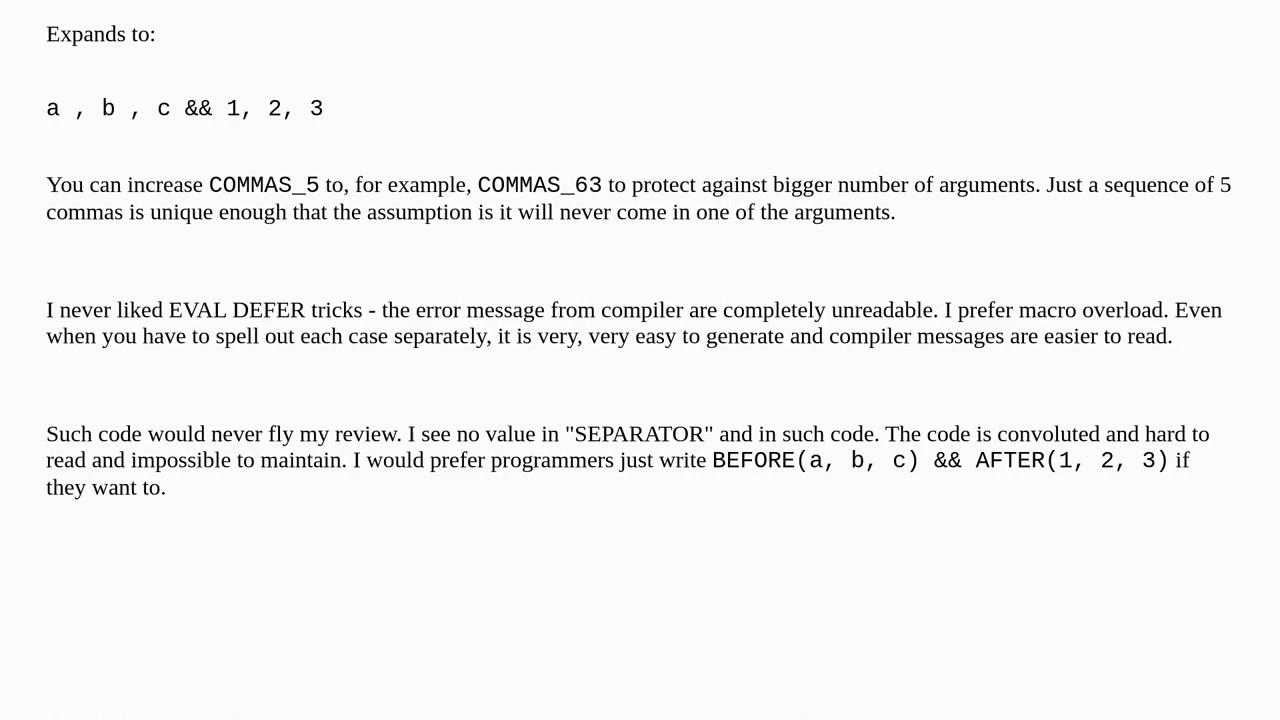 Expands to:
a , b , c && 1, 2, 3
You can increase COMMAS_5 to, for example, COMMAS_63 to protect against bigger number of arguments. Just a sequence of 5
commas is unique enough that the assumption is it will never come in one of the arguments.
I never liked EVAL DEFER tricks - the error message from compiler are completely unreadable. I prefer macro overload. Even
when you have to spell out each case separately, it is very, very easy to generate and compiler messages are easier to read.
Such code would never fly my review. I see no value in "SEPARATOR" and in such code. The code is convoluted and hard to
read and impossible to maintain. I would prefer programmers just write BEFORE(a, b, c) && AFTER(1, 2, 3) if
they want to.